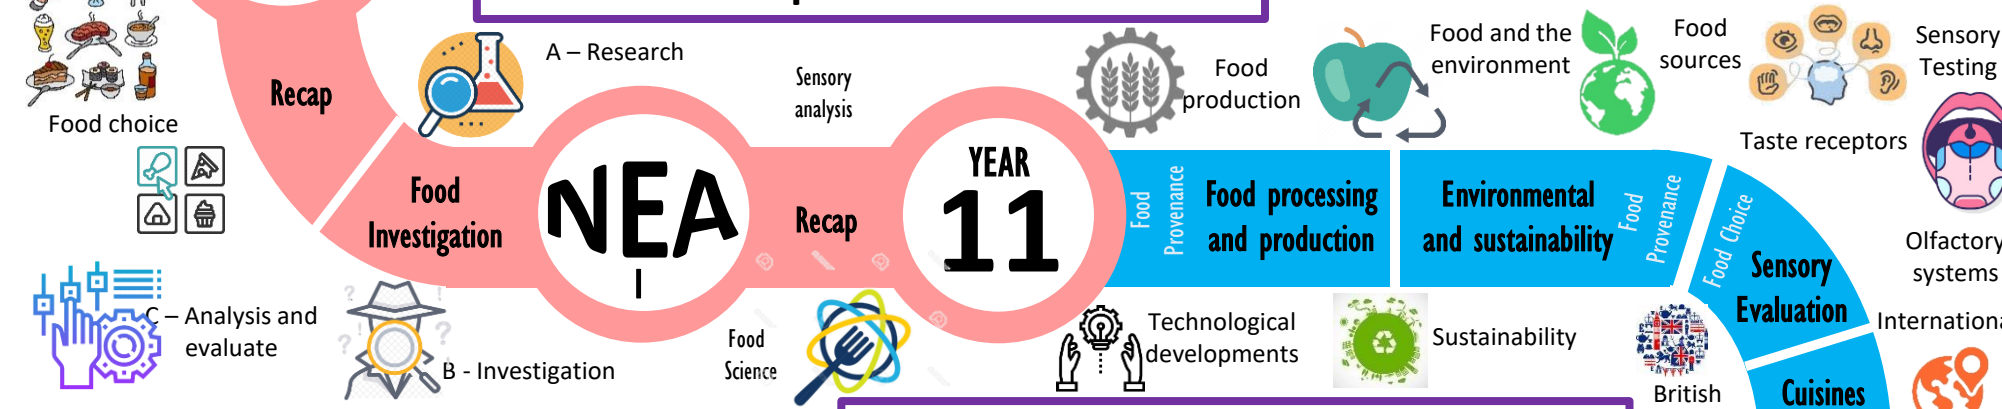 Food choice
Recap
A – Research
Sensory
analysis
Food
Investigation
NEA
1
Recap
YEAR
11
C – Analysis and
evaluate
B - Investigation
Food
Science
Food
production
Food and the
environment
Food
sources
Sensory
Testing
Taste receptors
Olfactory
systems
Food
Provenance
Food processing
and production
Environmental
and sustainability
Food
Provenance
Food Choice
Sensory
Evaluation
Technological
developments
Sustainability
British
Internationa
Cuisines